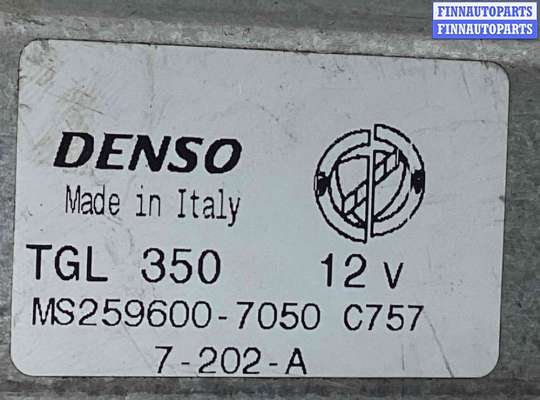 FINNAUTOPARTS
FINNAUTOPARTS
DENSO
Made in Italy
TGL 350 12 V
MS259600-7050 C757
7-202-A